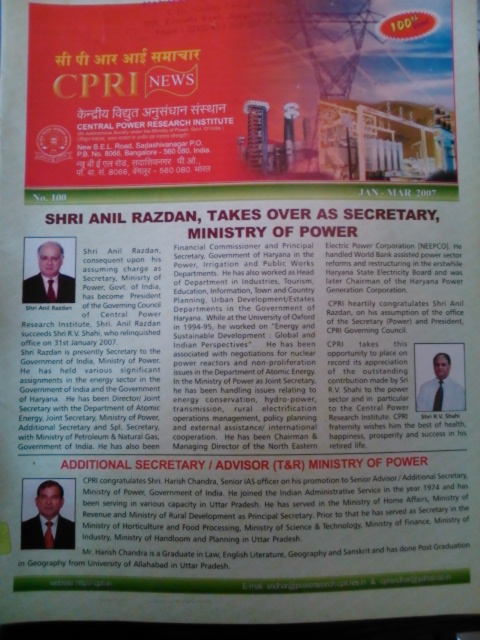 100th
सी पी आर आई समाचार
CPRI NEWS
केन्द्रीय विद्युत अनुसंधान संस्थान
CENTRAL POWER RESEARCH INSTITUTE
New B.E.L. Road, Sadashivanagar P.O.
P.B. No. 8066, Bangalore - 560 080, India.
न्यू बी ई एल रोड, सदाशिवनगर पी.ओ.,
पी. बी. सं. 8066, बेंगलूर - 560 080. भारत
No. 100
JAN - MAR 2007
SHRI ANIL RAZDAN, TAKES OVER AS SECRETARY,
MINISTRY OF POWER
Shri Anil Razdan
Shri Anil Razdan,
consequent upon his
assuming charge as
Secretary, Minisrty of
Power, Govt. of India,
has become President
of the Governing Council
of Central Power
Research Institute, Shri. Anil Razdan
succeeds Shri R.V. Shahi, who relinquished
office on 31st January 2007.
Shri Razdan is presently Secretary to the
Government of India, Ministry of Power.
He has held various significant
assignments in the energy sector in the
Government of India and the Government
of Haryana. He has been Director/ Joint
Secretary with the Department of Atomic
Energy, Joint Secretary, Ministry of Power,
Additional Secretary and Spl. Secretary,
with Ministry of Petroleum & Natural Gas,
Government of India. He has also been
Financial Commissioner and Principal
Secretary, Government of Haryana in the
Power, Irrigation and Public Works
Departments. He has also worked as Head
of Department in Industries, Tourism,
Education, Information, Town and Country
Planning, Urban Development/Estates
Departments in the Government of
Haryana. While at the University of Oxford
in 1994-95, he worked on "Energy and
Sustainable Development : Global and
Indian Perspectives". He has been
associated with negotiations for nuclear
power reactors and non-proliferation
issues in the Department of Atomic Energy.
In the Ministry of Power as Joint Secretary,
he has been handling issues relating to
energy conservation, hydro-power,
transmission, rural electrification
operations management, policy planning
and external assistance/ international
cooperation. He has been Chairman &
Managing Director of the North Eastern
Electric Power Corporation [NEEPCO]. He
handled World Bank assisted power sector
reforms and restructuring in the erstwhile
Haryana State Electricity Board and was
later Chairman of the Haryana Power
Generation Corporation.
CPRI heartily congratulates Shri Anil
Razdan, on his assumption of the office
of the Secretary (Power) and President,
CPRI Governing Council.
CPRI takes this
opportunity to place on
record its appreciation
of the outstanding
contribution made by Sri
R.V. Shahi to the power
sector and in particular
to the Central Power
Research Institute. CPRI
fraternity wishes him the best of health,
happiness, prosperity and success in his
retired life.
Shri R.V. Shahi
ADDITIONAL SECRETARY / ADVISOR (T&R) MINISTRY OF POWER
CPRI congratulates Shri. Harish Chandra, Senior IAS officer on his promotion to Senior Advisor / Additional Secretary,
Ministry of Power, Government of India. He joined the Indian Administrative Service in the year 1974 and has
been serving in various capacity in Uttar Pradesh. He has served in the Ministry of Home Affairs, Ministry of
Revenue and Ministry of Rural Development as Principal Secretary. Prior to that he has served as Secretary in the
Ministry of Horticulture and Food Processing, Ministry of Science & Technology, Ministry of Finance, Ministry of
Industry, Ministry of Handloom and Planning in Uttar Pradesh.
Mr. Harish Chandra is a Graduate in Law, English Literature, Geography and Sanskrit and has done Post Graduation
in Geography from University of Allahabad in Uttar Pradesh.